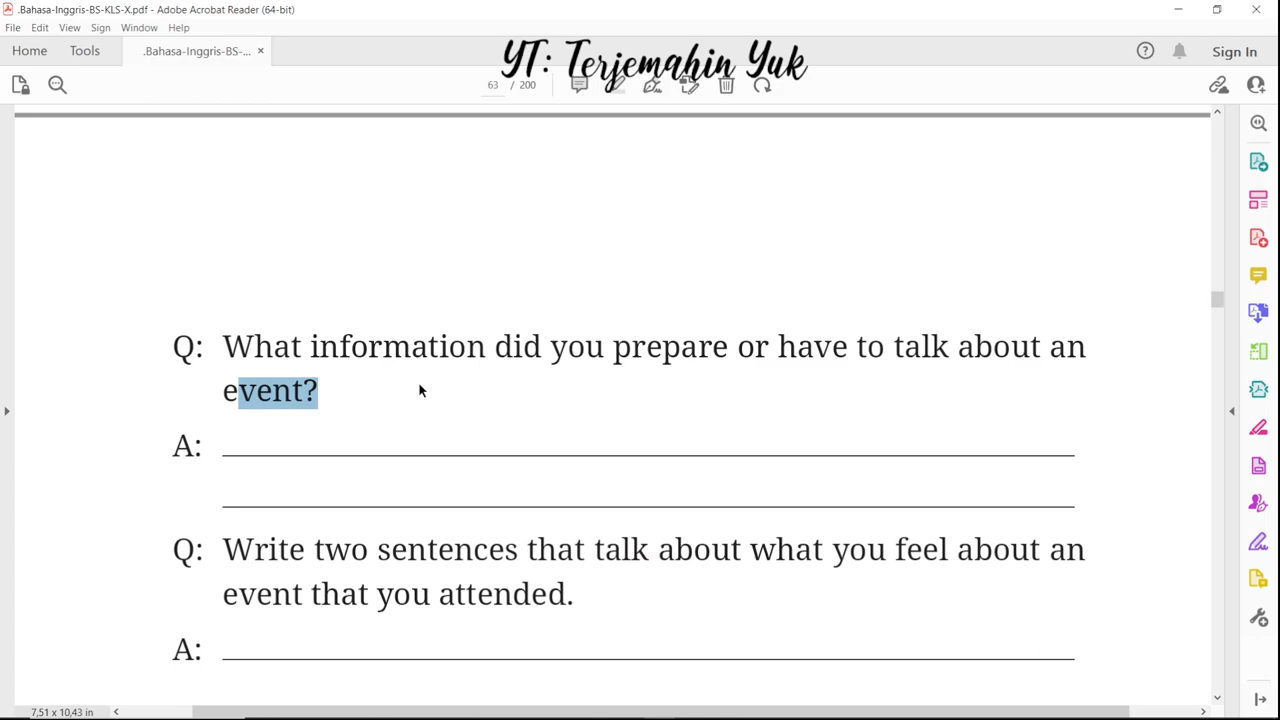 .Bahasa-Inggris-BS-KLS-X.pdf - Adobe Acrobat Reader (64-bit)
File Edit View Sign Window Help
Home Tools .Bahasa-Inggris-BS-... × Sign In
YT: Terjemahin Yuk
63 / 200
Q: What information did you prepare or have to talk about an
event?
A:
Q: Write two sentences that talk about what you feel about an
event that you attended.
A:
7,51 x 10,43 in